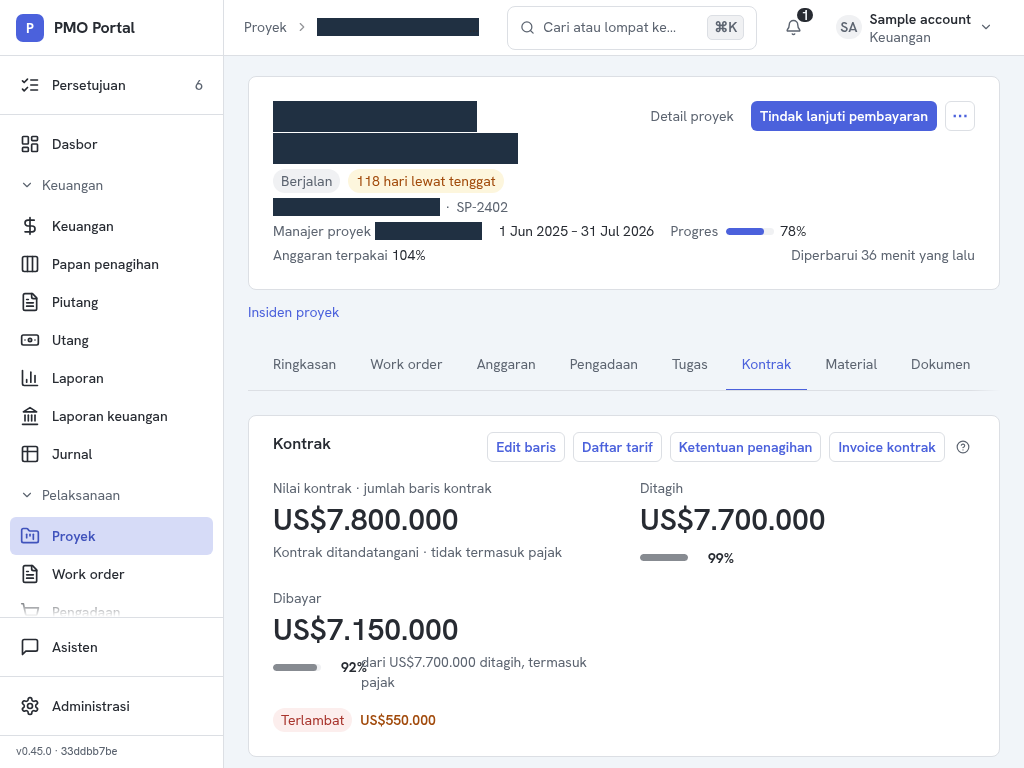 P PMO Portal
Proyek
Cari atau lompat ke...
⌘K
1
SA
Sample account
Keuangan
Persetujuan 6
Dasbor
Keuangan
Keuangan
Papan penagihan
Piutang
Utang
Laporan
Laporan keuangan
Jurnal
Pelaksanaan
Proyek
Work order
Pengadaan
Asisten
Administrasi
v0.45.0 · 33ddbb7be
Detail proyek
Tindak lanjuti pembayaran
Berjalan
118 hari lewat tenggat
· SP-2402
Manajer proyek
1 Jun 2025 – 31 Jul 2026
Progres 78%
Anggaran terpakai 104%
Diperbarui 36 menit yang lalu
Insiden proyek
Ringkasan
Work order
Anggaran
Pengadaan
Tugas
Kontrak
Material
Dokumen
Kontrak
Edit baris
Daftar tarif
Ketentuan penagihan
Invoice kontrak
Nilai kontrak · jumlah baris kontrak
US$7.800.000
Kontrak ditandatangani · tidak termasuk pajak
Ditagih
US$7.700.000
99%
Dibayar
US$7.150.000
92%
dari US$7.700.000 ditagih, termasuk
pajak
Terlambat US$550.000